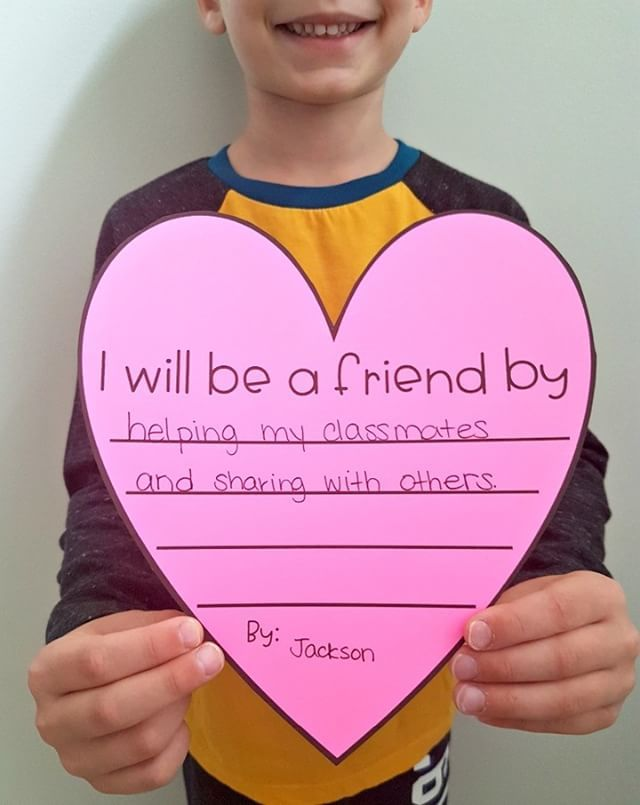 I will be a friend by
helping my classmates
and sharing with others.
By: Jackson